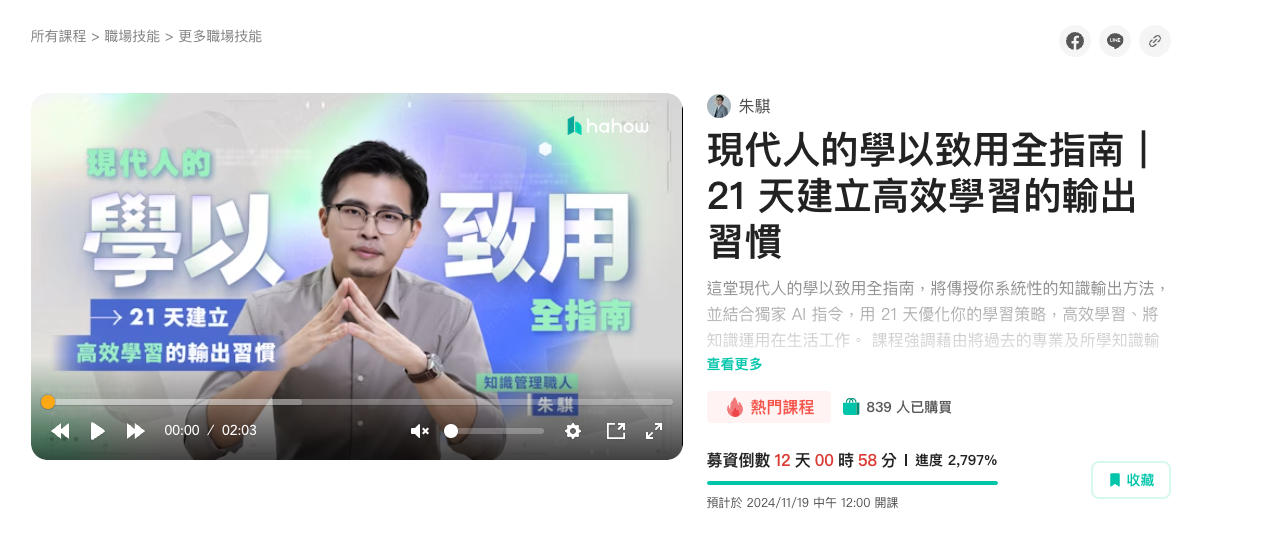 所有課程 > 職場技能 > 更多職場技能
hahow
現代人的
學以致用
全指南
→ 21 天建立
高效學習的輸出習慣
知識管理職人
朱騏
00:00 / 02:03
朱騏
現代人的學以致用全指南｜
21 天建立高效學習的輸出
習慣
這堂現代人的學以致用全指南，將傳授你系統性的知識輸出方法，
並結合獨家 AI 指令，用 21 天優化你的學習策略，高效學習、將
知識運用在生活工作。 課程強調藉由將過去的專業及所學知識輸
查看更多
熱門課程
839 人已購買
募資倒數 12 天 00 時 58 分 | 進度 2,797%
收藏
預計於 2024/11/19 中午 12:00 開課